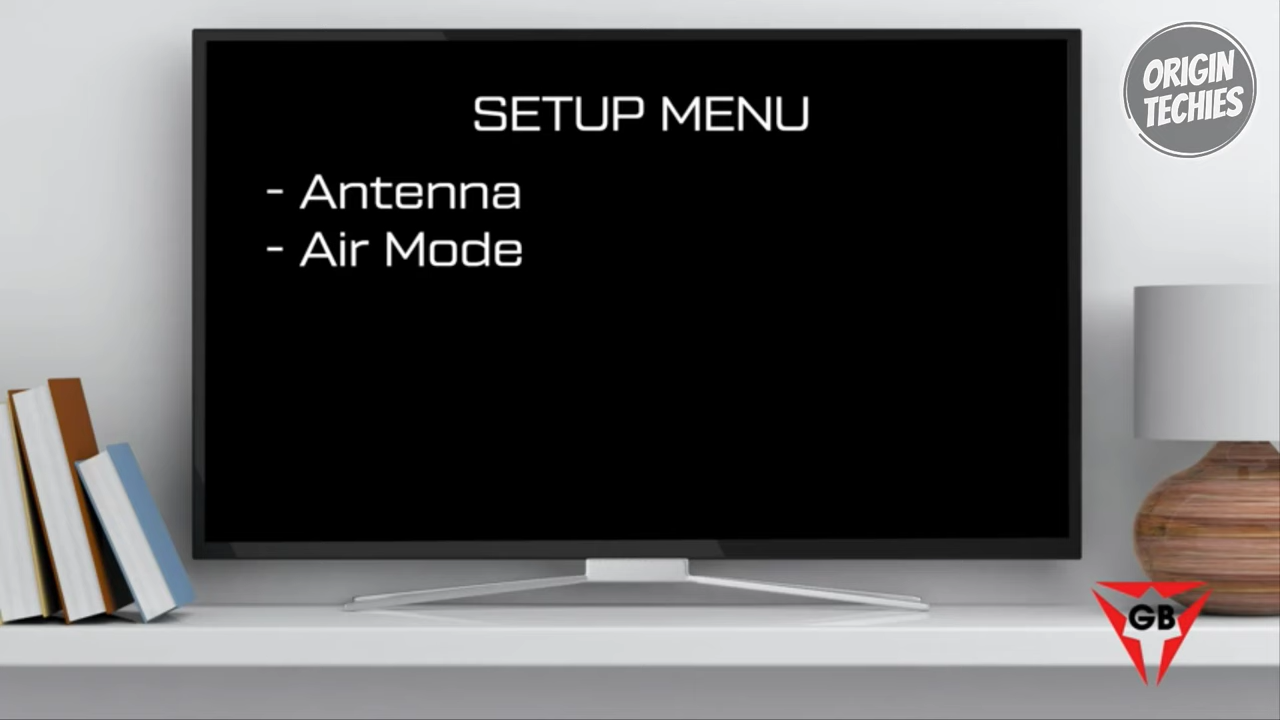 SETUP MENU
- Antenna
- Air Mode
ORIGIN
TECHIES
GB